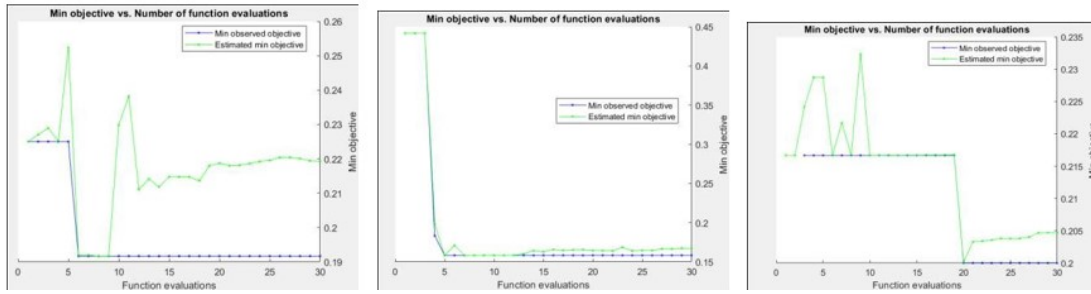 Min objective vs. Number of function evaluations
Min observed objective
Estimated min objective
0.26
0.25
0.24
0.23
0.22
0.21
0.2
0.19
Min objective
0 5 10 15 20 25 30
Function evaluations
Min objective vs. Number of function evaluations
Min observed objective
Estimated min objective
0.45
0.4
0.35
0.3
0.25
0.2
0.15
Min objective
0 5 10 15 20 25 30
Function evaluations
Min objective vs. Number of function evaluations
Min observed objective
Estimated min objective
0.235
0.23
0.225
0.22
0.215
0.21
0.205
0.2
Min objective
0 5 10 15 20 25 30
Function evaluations